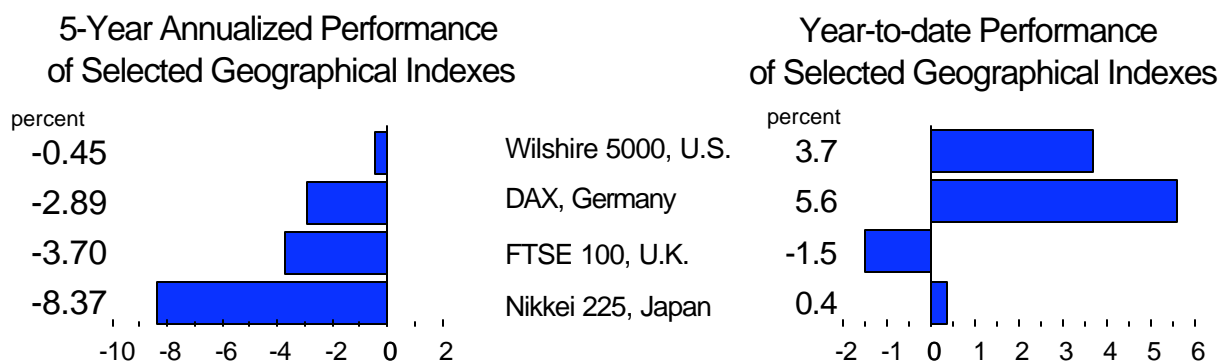 5-Year Annualized Performance
of Selected Geographical Indexes
percent
-0.45
-2.89
-3.70
-8.37
-10 -8 -6 -4 -2 0 2
Wilshire 5000, U.S.
DAX, Germany
FTSE 100, U.K.
Nikkei 225, Japan
Year-to-date Performance
of Selected Geographical Indexes
percent
3.7
5.6
-1.5
0.4
-2 -1 0 1 2 3 4 5 6